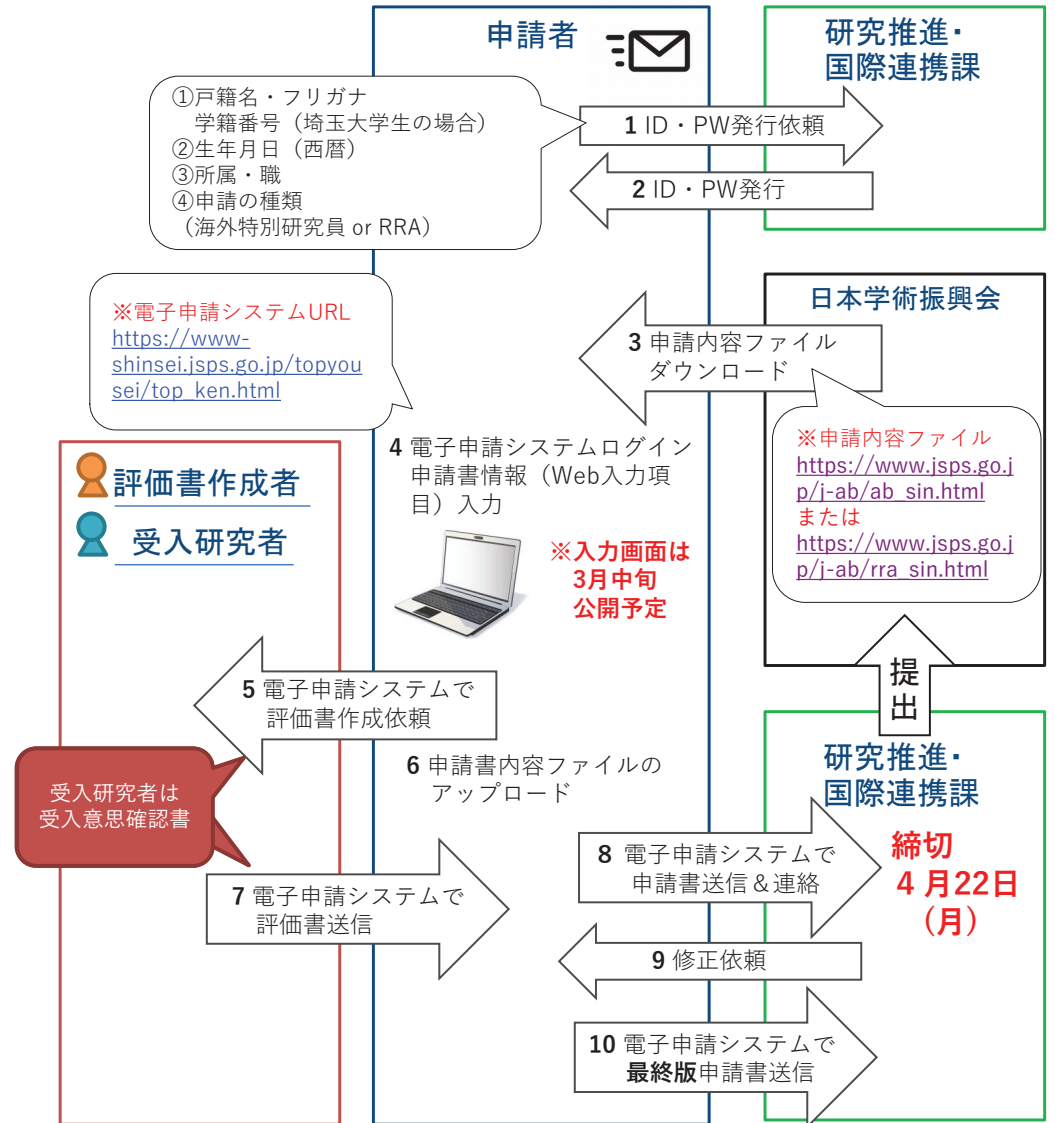 申請者
研究推進・
国際連携課
①戸籍名・フリガナ
学籍番号（埼玉大学生の場合）
②生年月日（西暦）
③所属・職
④申請の種類
（海外特別研究員 or RRA）
1 ID・PW発行依頼
2 ID・PW発行
※電子申請システムURL
https://www-
shinsei.jsps.go.jp/topyou
sei/top_ken.html
日本学術振興会
3 申請内容ファイル
ダウンロード
※申請内容ファイル
https://www.jsps.go.j
p/j-ab/ab_sin.html
または
https://www.jsps.go.j
p/j-ab/rra_sin.html
4 電子申請システムログイン
申請書情報（Web入力項
目）入力
※入力画面は
3月中旬
公開予定
評価書作成者
受入研究者
5 電子申請システムで
評価書作成依頼
6 申請書内容ファイルの
アップロード
受入研究者は
受入意思確認書
7 電子申請システムで
評価書送信
提
出
研究推進・
国際連携課
締切
4 月22日
（月）
8 電子申請システムで
申請書送信＆連絡
9 修正依頼
10 電子申請システムで
最終版申請書送信